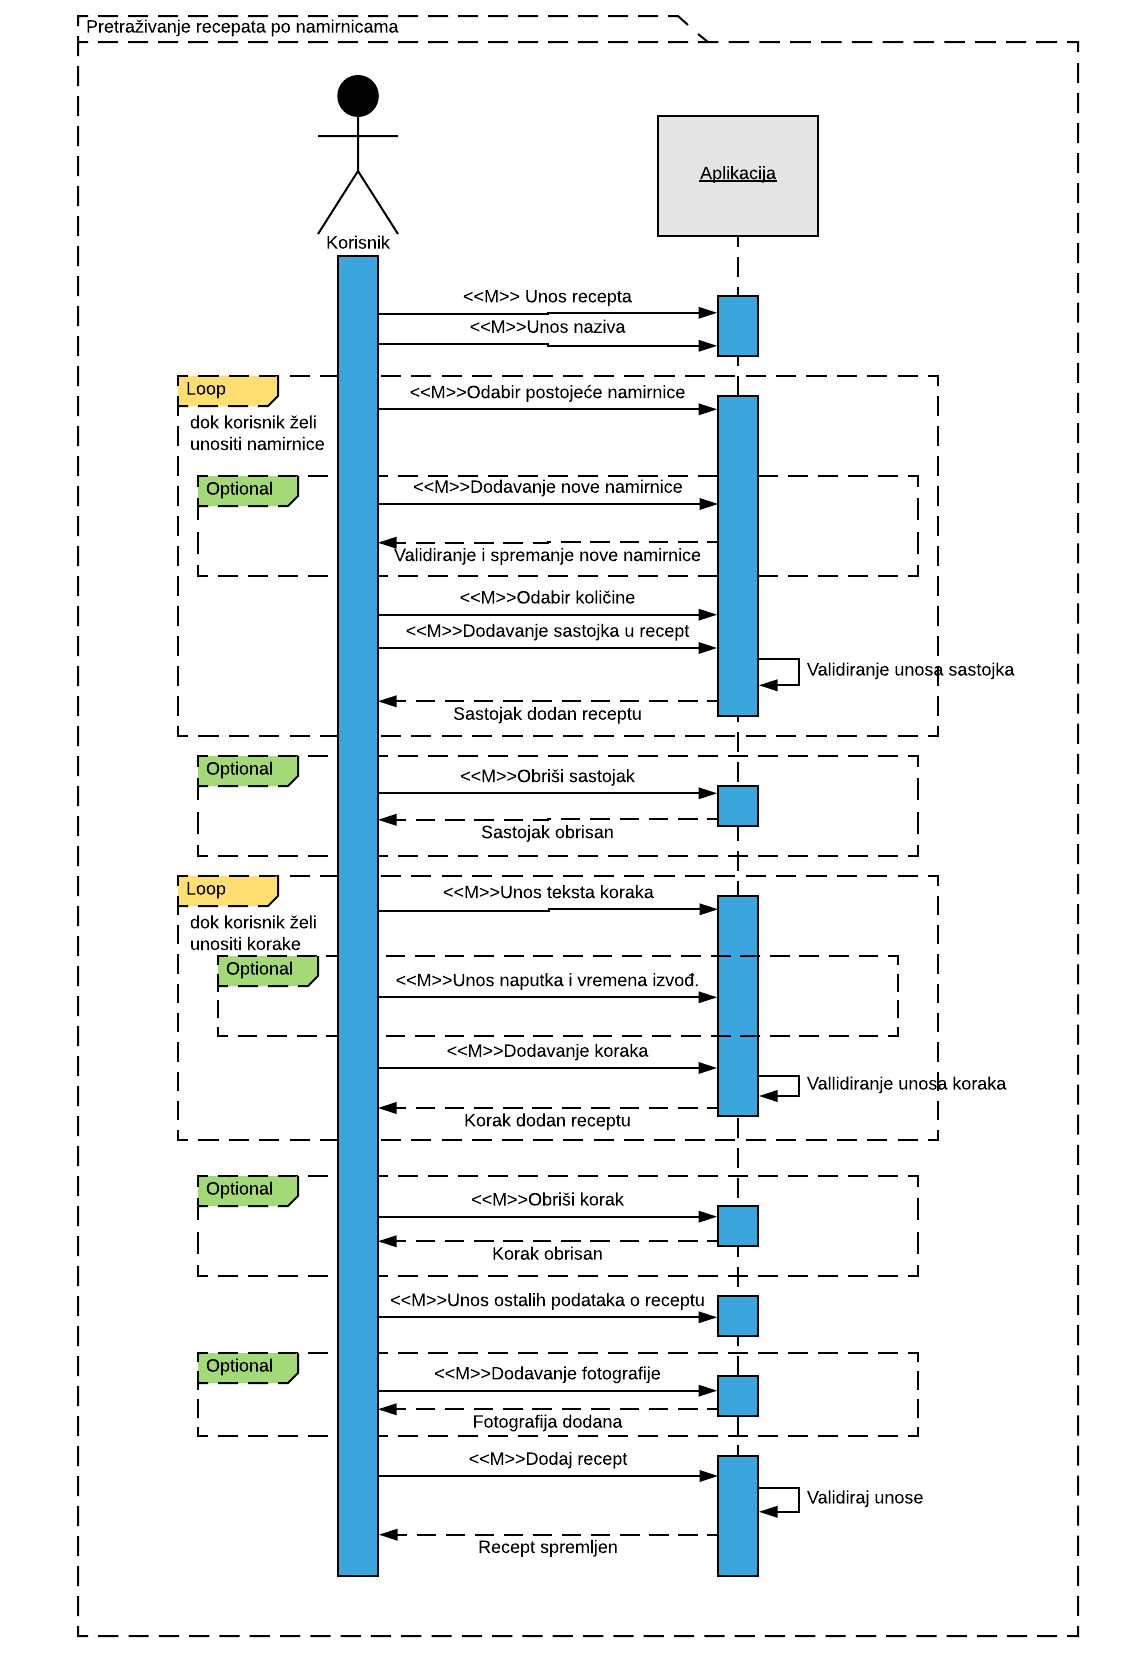 Pretraživanje recepata po namirnicama
Aplikacija
Korisnik
<<M>> Unos recepta
<<M>>Unos naziva
Loop
<<M>>Odabir postojeće namirnice
dok korisnik želi
unositi namirnice
Optional
<<M>>Dodavanje nove namirnice
Validiranje i spremanje nove namirnice
<<M>>Odabir količine
<<M>>Dodavanje sastojka u recept
Validiranje unosa sastojka
Sastojak dodan receptu
Optional
<<M>>Obriši sastojak
Sastojak obrisan
Loop
<<M>>Unos teksta koraka
dok korisnik želi
unositi korake
Optional
<<M>>Unos naputka i vremena izvođ.
<<M>>Dodavanje koraka
Vallidiranje unosa koraka
Korak dodan receptu
Optional
<<M>>Obriši korak
Korak obrisan
<<M>>Unos ostalih podataka o receptu
Optional
<<M>>Dodavanje fotografije
Fotografija dodana
<<M>>Dodaj recept
Validiraj unose
Recept spremljen